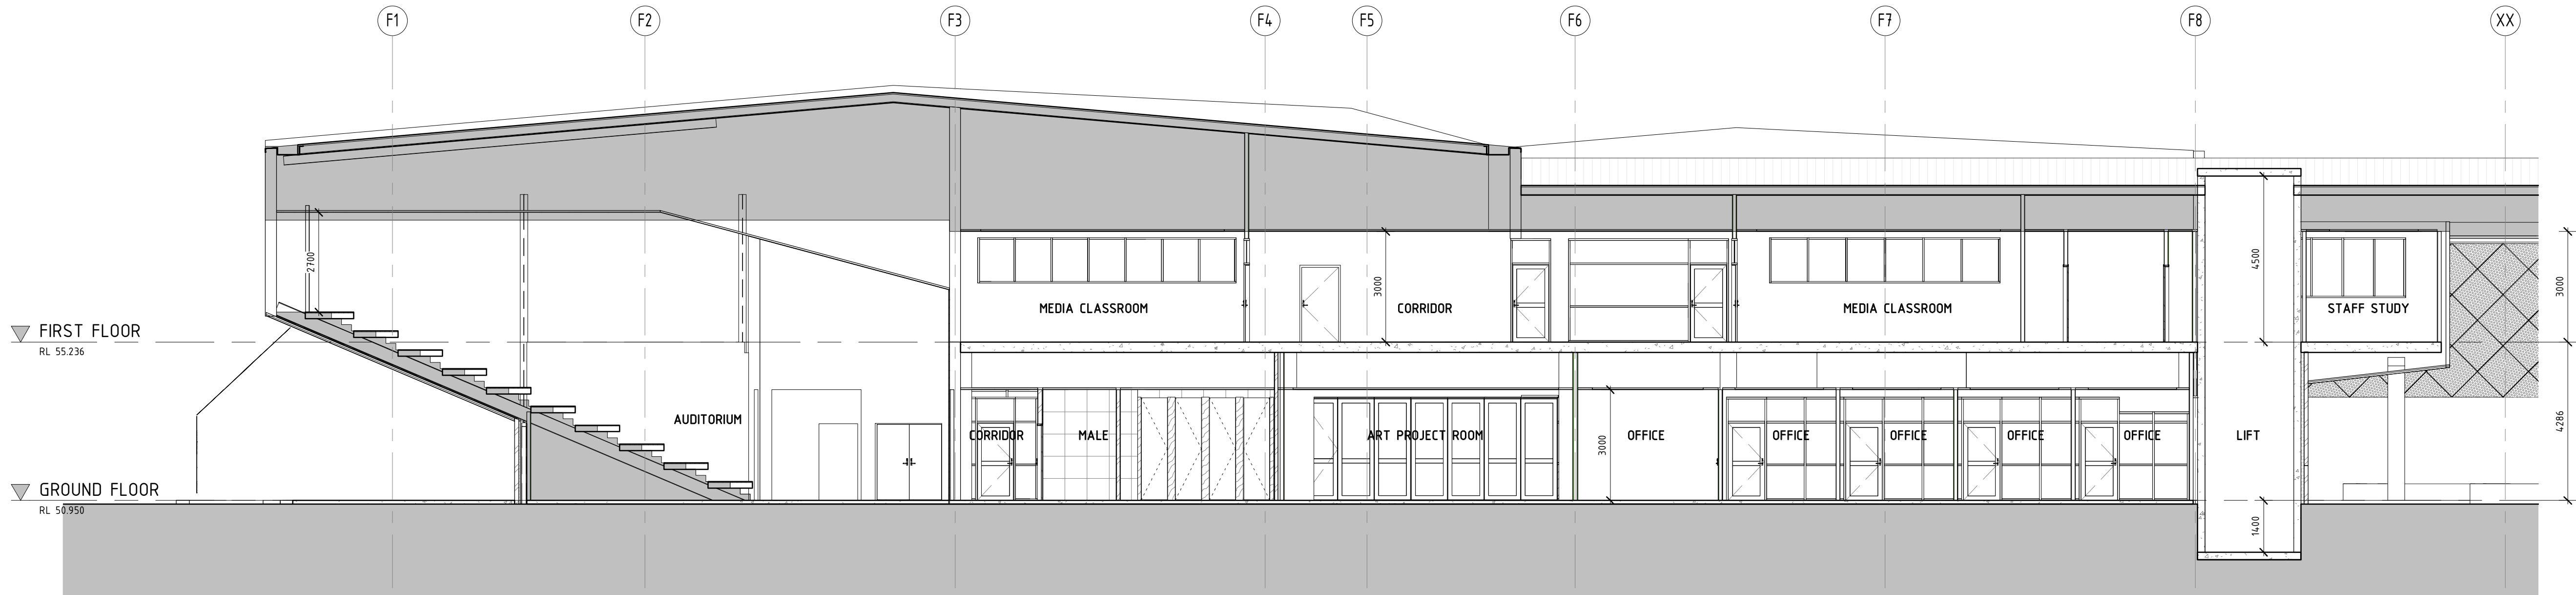 F1 F2 F3 F4 F5 F6 F7 F8 XX
2700
3000
4500
3000
MEDIA CLASSROOM CORRIDOR MEDIA CLASSROOM STAFF STUDY
FIRST FLOOR
RL 55.236
AUDITORIUM
4286
CORRIDOR MALE ART PROJECT ROOM OFFICE OFFICE OFFICE OFFICE OFFICE LIFT
3000
GROUND FLOOR
RL 50.950
1400